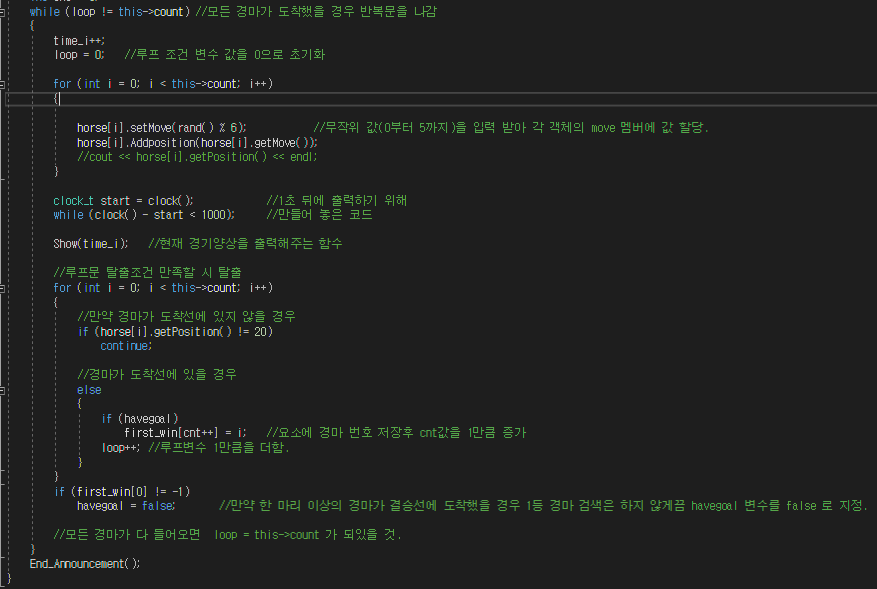 while (loop != this->count) //모든 경마가 도착했을 경우 반복문을 나감
{
time_i++;
loop = 0; //루프 조건 변수 값을 0으로 초기화
for (int i = 0; i < this->count; i++)
{
horse[i].setMove(rand() % 6); //무작위 값(0부터 5까지)을 입력 받아 각 객체의 move 멤버에 값 할당.
horse[i].Addposition(horse[i].getMove());
//cout << horse[i].getPosition() << endl;
}
clock_t start = clock(); //1초 뒤에 출력하기 위해
while (clock() - start < 1000); //만들어 놓은 코드
Show(time_i); //현재 경기양상을 출력해주는 함수
//루프문 탈출조건 만족할 시 탈출
for (int i = 0; i < this->count; i++)
{
//만약 경마가 도착선에 있지 않을 경우
if (horse[i].getPosition() != 20)
continue;
//경마가 도착선에 있을 경우
else
{
if (havegoal)
first_win[cnt++] = i; //요소에 경마 번호 저장후 cnt값을 1만큼 증가
loop++; //루프변수 1만큼을 더함.
}
}
if (first_win[0] != -1)
havegoal = false; //만약 한 마리 이상의 경마가 결승선에 도착했을 경우 1등 경마 검색은 하지 않게끔 havegoal 변수를 false 로 지정.
//모든 경마가 다 들어오면 loop = this->count 가 되있을 것.
}
End_Announcement();
}